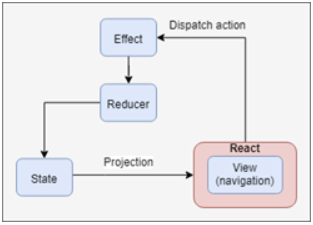 Dispatch action
Effect
Reducer
React
Projection
View
(navigation)
State